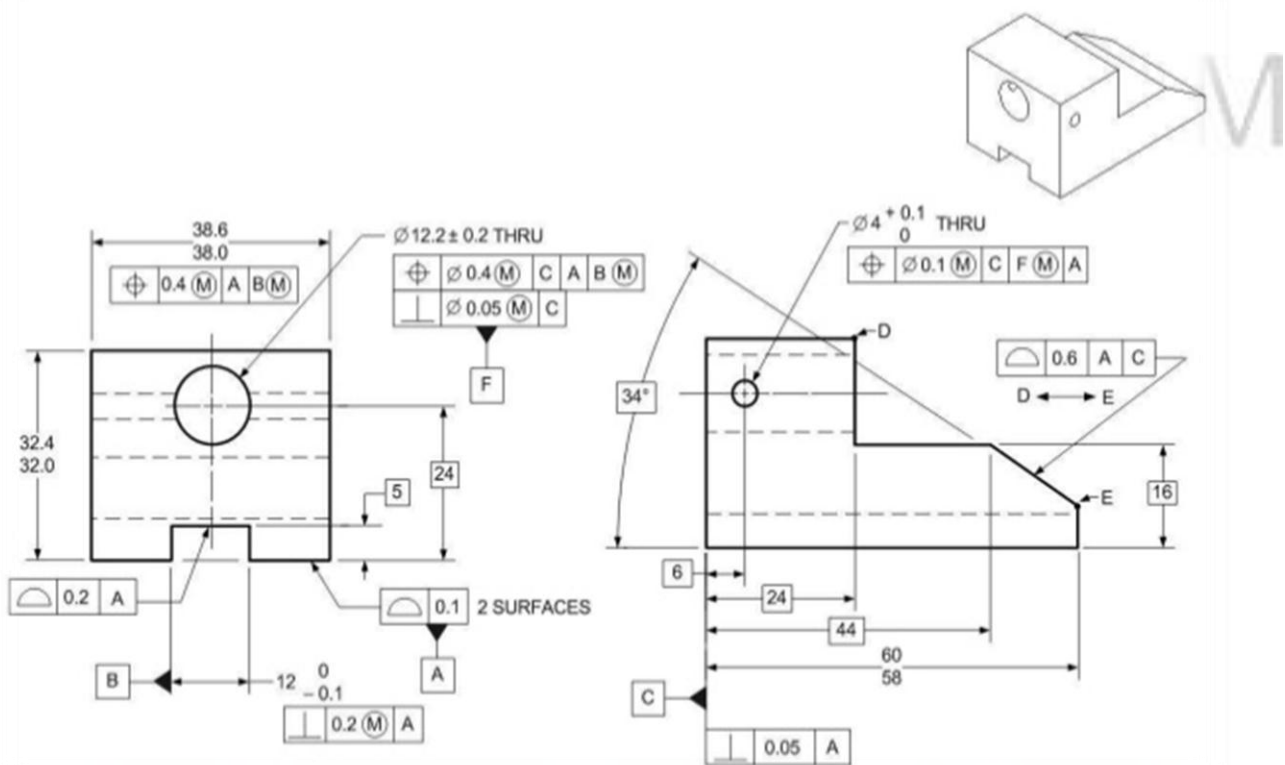 M
38.6
38.0
⌖ 0.4 Ⓜ A B Ⓜ
Ø12.2 ± 0.2 THRU
⌖ Ø 0.4 Ⓜ C A B Ⓜ
⊥ Ø 0.05 Ⓜ C
F
Ø4 + 0.1 THRU
0
⌖ Ø 0.1 Ⓜ C F Ⓜ A
D
⌓ 0.6 A C
D E
34°
32.4
32.0
24
5
16
E
6
24
⌓ 0.2 A
⌓ 0.1 2 SURFACES
A
44
B
12 0
– 0.1
⊥ 0.2 Ⓜ A
60
58
C
⊥ 0.05 A